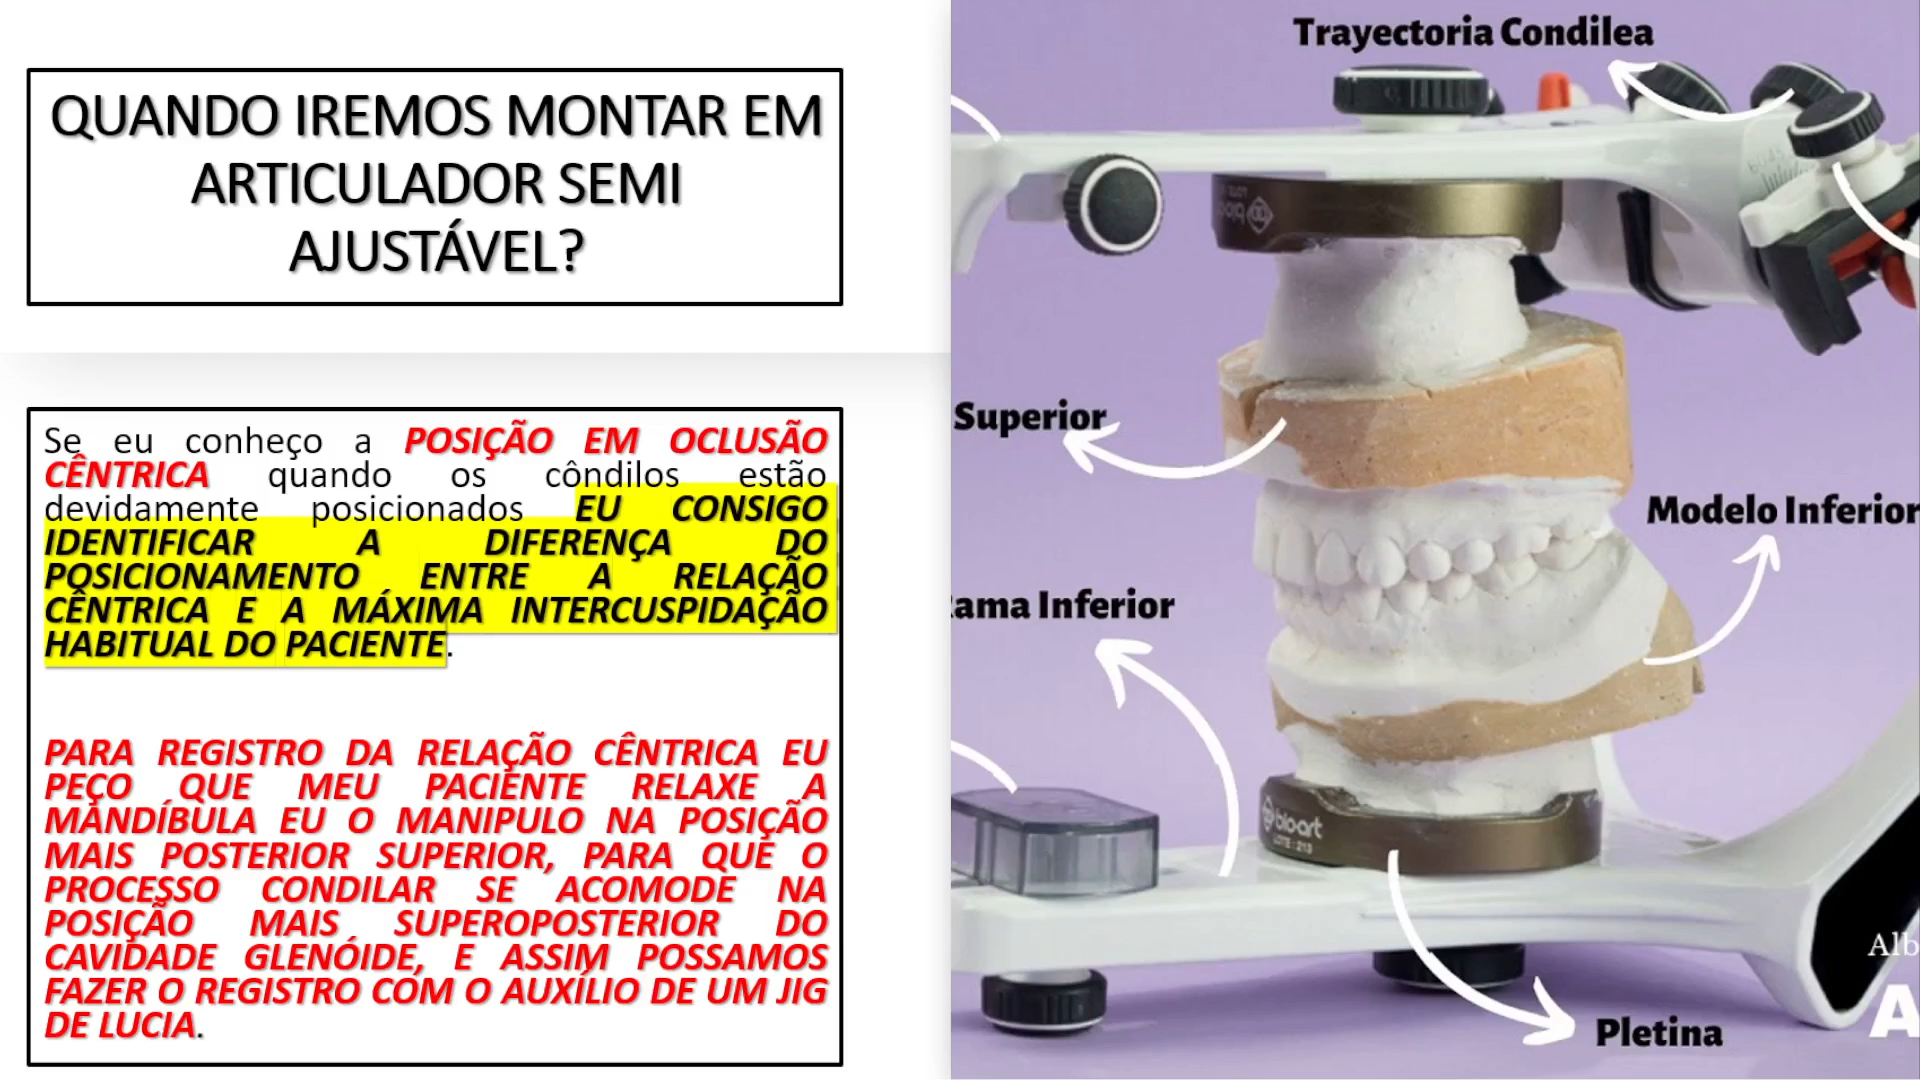 QUANDO IREMOS MONTAR EM
ARTICULADOR SEMI
AJUSTÁVEL?
Se eu conheço a POSIÇÃO EM OCLUSÃO
CÊNTRICA quando os côndilos estão
devidamente posicionados EU CONSIGO
IDENTIFICAR A DIFERENÇA DO
POSICIONAMENTO ENTRE A RELAÇÃO
CÊNTRICA E A MÁXIMA INTERCUSPIDAÇÃO
HABITUAL DO PACIENTE.
PARA REGISTRO DA RELAÇÃO CÊNTRICA EU
PEÇO QUE MEU PACIENTE RELAXE A
MANDÍBULA EU O MANIPULO NA POSIÇÃO
MAIS POSTERIOR SUPERIOR, PARA QUE O
PROCESSO CONDILAR SE ACOMODE NA
POSIÇÃO MAIS SUPEROPOSTERIOR DO
CAVIDADE GLENÓIDE, E ASSIM POSSAMOS
FAZER O REGISTRO COM O AUXÍLIO DE UM JIG
DE LUCIA.
Trayectoria Condilea
bioart
Superior
Modelo Inferior
ama Inferior
bioart
LOTE: 213
Pletina
Alb
A